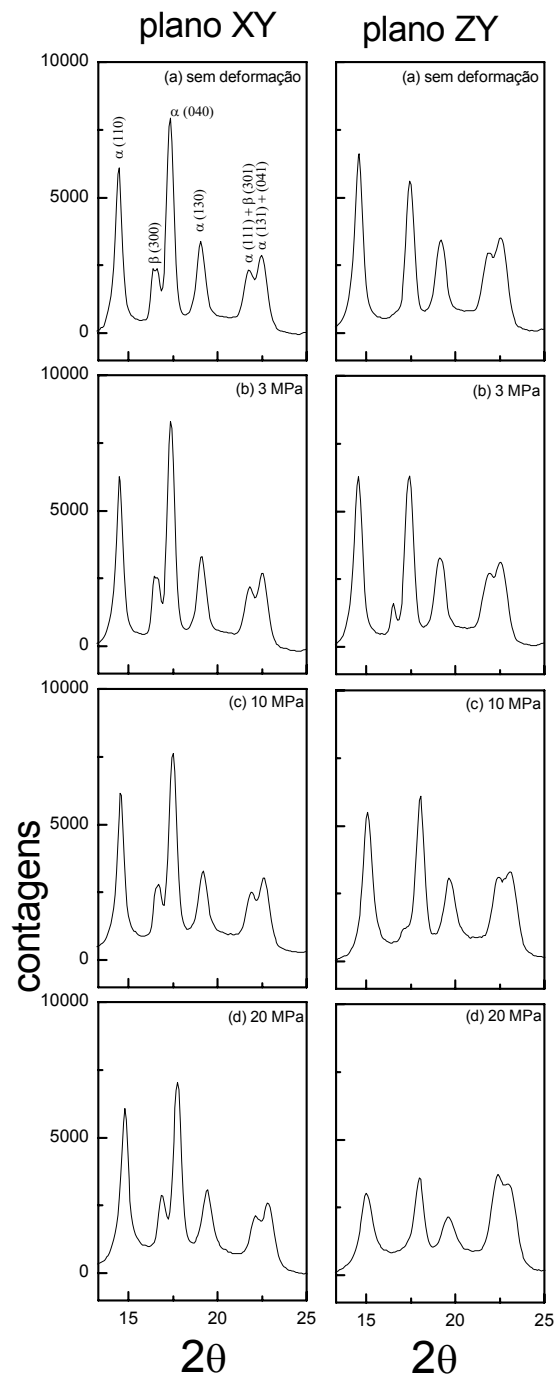 plano XY
plano ZY
10000
(a) sem deformação
α (110)
β (300)
α (040)
α (130)
α (111) + β (301)
α (131) + (041)
5000
0
(a) sem deformação
10000
(b) 3 MPa
5000
0
(b) 3 MPa
10000
(c) 10 MPa
5000
0
(c) 10 MPa
contagens
10000
(d) 20 MPa
5000
0
(d) 20 MPa
15
20
25
15
20
25
2θ
2θ